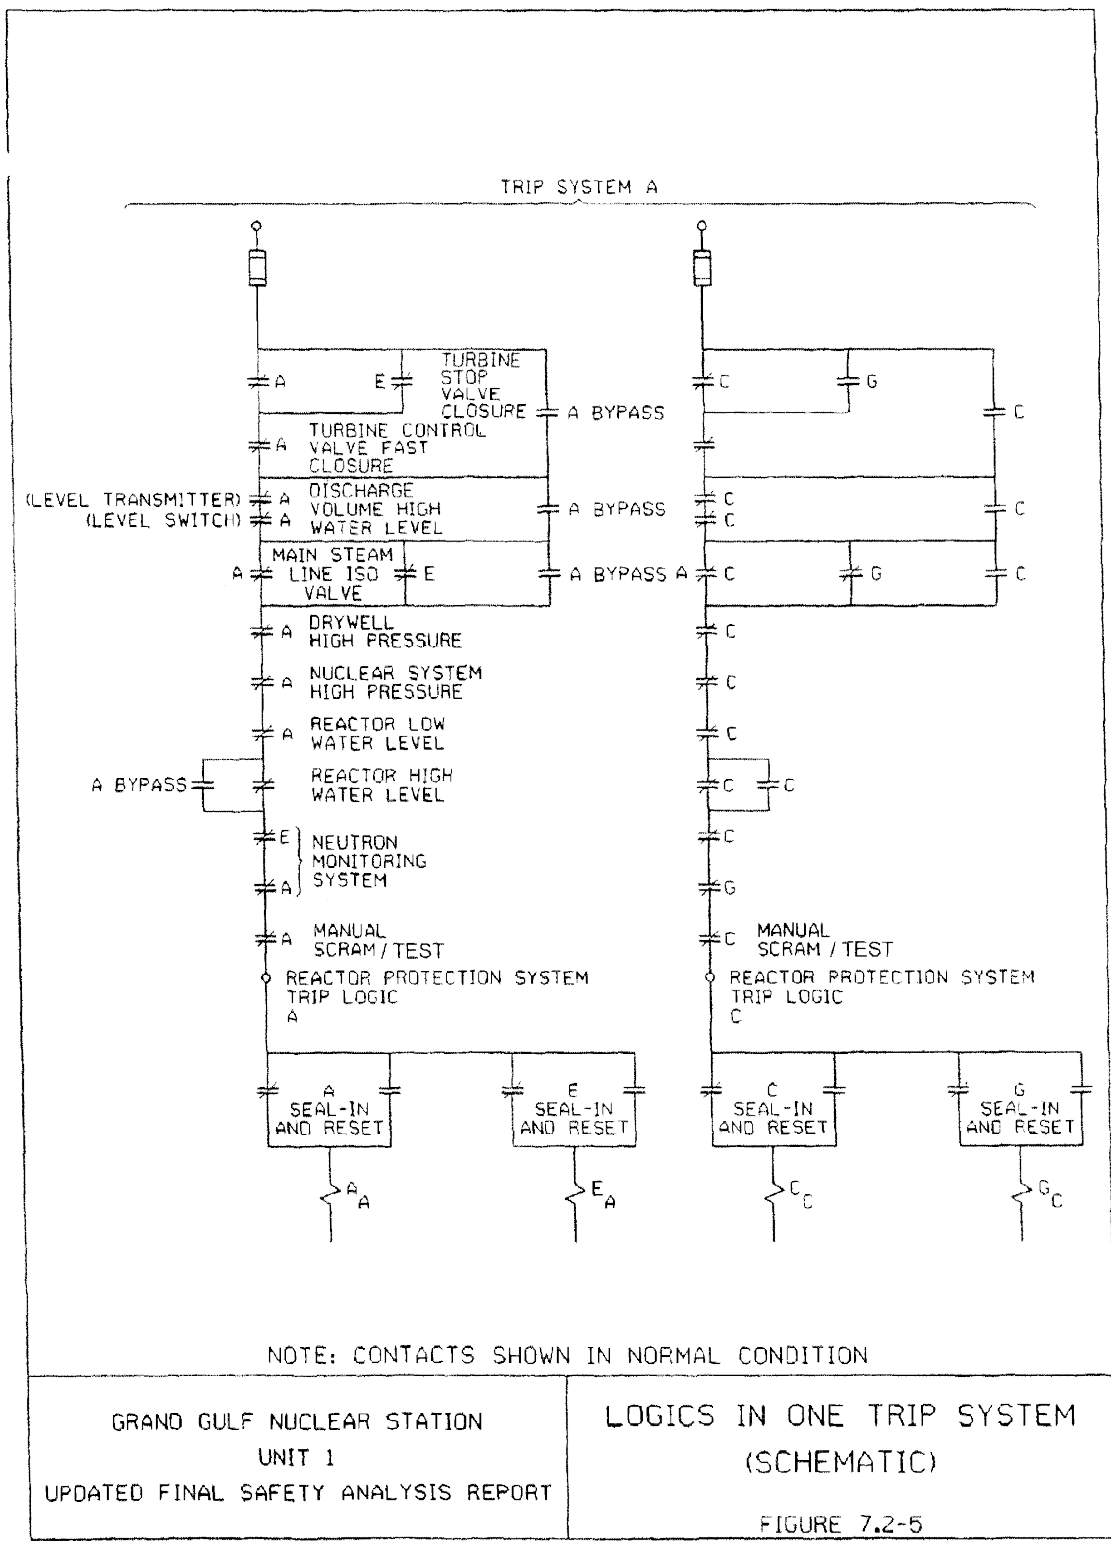 TRIP SYSTEM A
A
E
TURBINE
STOP
VALVE
CLOSURE
A BYPASS
C
G
C
A
TURBINE CONTROL
VALVE FAST
CLOSURE
(LEVEL TRANSMITTER)
A
DISCHARGE
VOLUME HIGH
WATER LEVEL
(LEVEL SWITCH)
A
A BYPASS
C
C
C
A
MAIN STEAM
LINE ISO
VALVE
E
A BYPASS A
C
G
C
A
DRYWELL
HIGH PRESSURE
C
A
NUCLEAR SYSTEM
HIGH PRESSURE
C
A
REACTOR LOW
WATER LEVEL
C
A BYPASS
REACTOR HIGH
WATER LEVEL
C
C
E
NEUTRON
MONITORING
SYSTEM
A
C
G
A
MANUAL
SCRAM/TEST
C
MANUAL
SCRAM/TEST
REACTOR PROTECTION SYSTEM
TRIP LOGIC
A
REACTOR PROTECTION SYSTEM
TRIP LOGIC
C
A
SEAL-IN
AND RESET
E
SEAL-IN
AND RESET
C
SEAL-IN
AND RESET
G
SEAL-IN
AND RESET
A A
E A
C C
G C
NOTE: CONTACTS SHOWN IN NORMAL CONDITION
GRAND GULF NUCLEAR STATION
UNIT 1
UPDATED FINAL SAFETY ANALYSIS REPORT
LOGICS IN ONE TRIP SYSTEM
(SCHEMATIC)
FIGURE 7.2-5